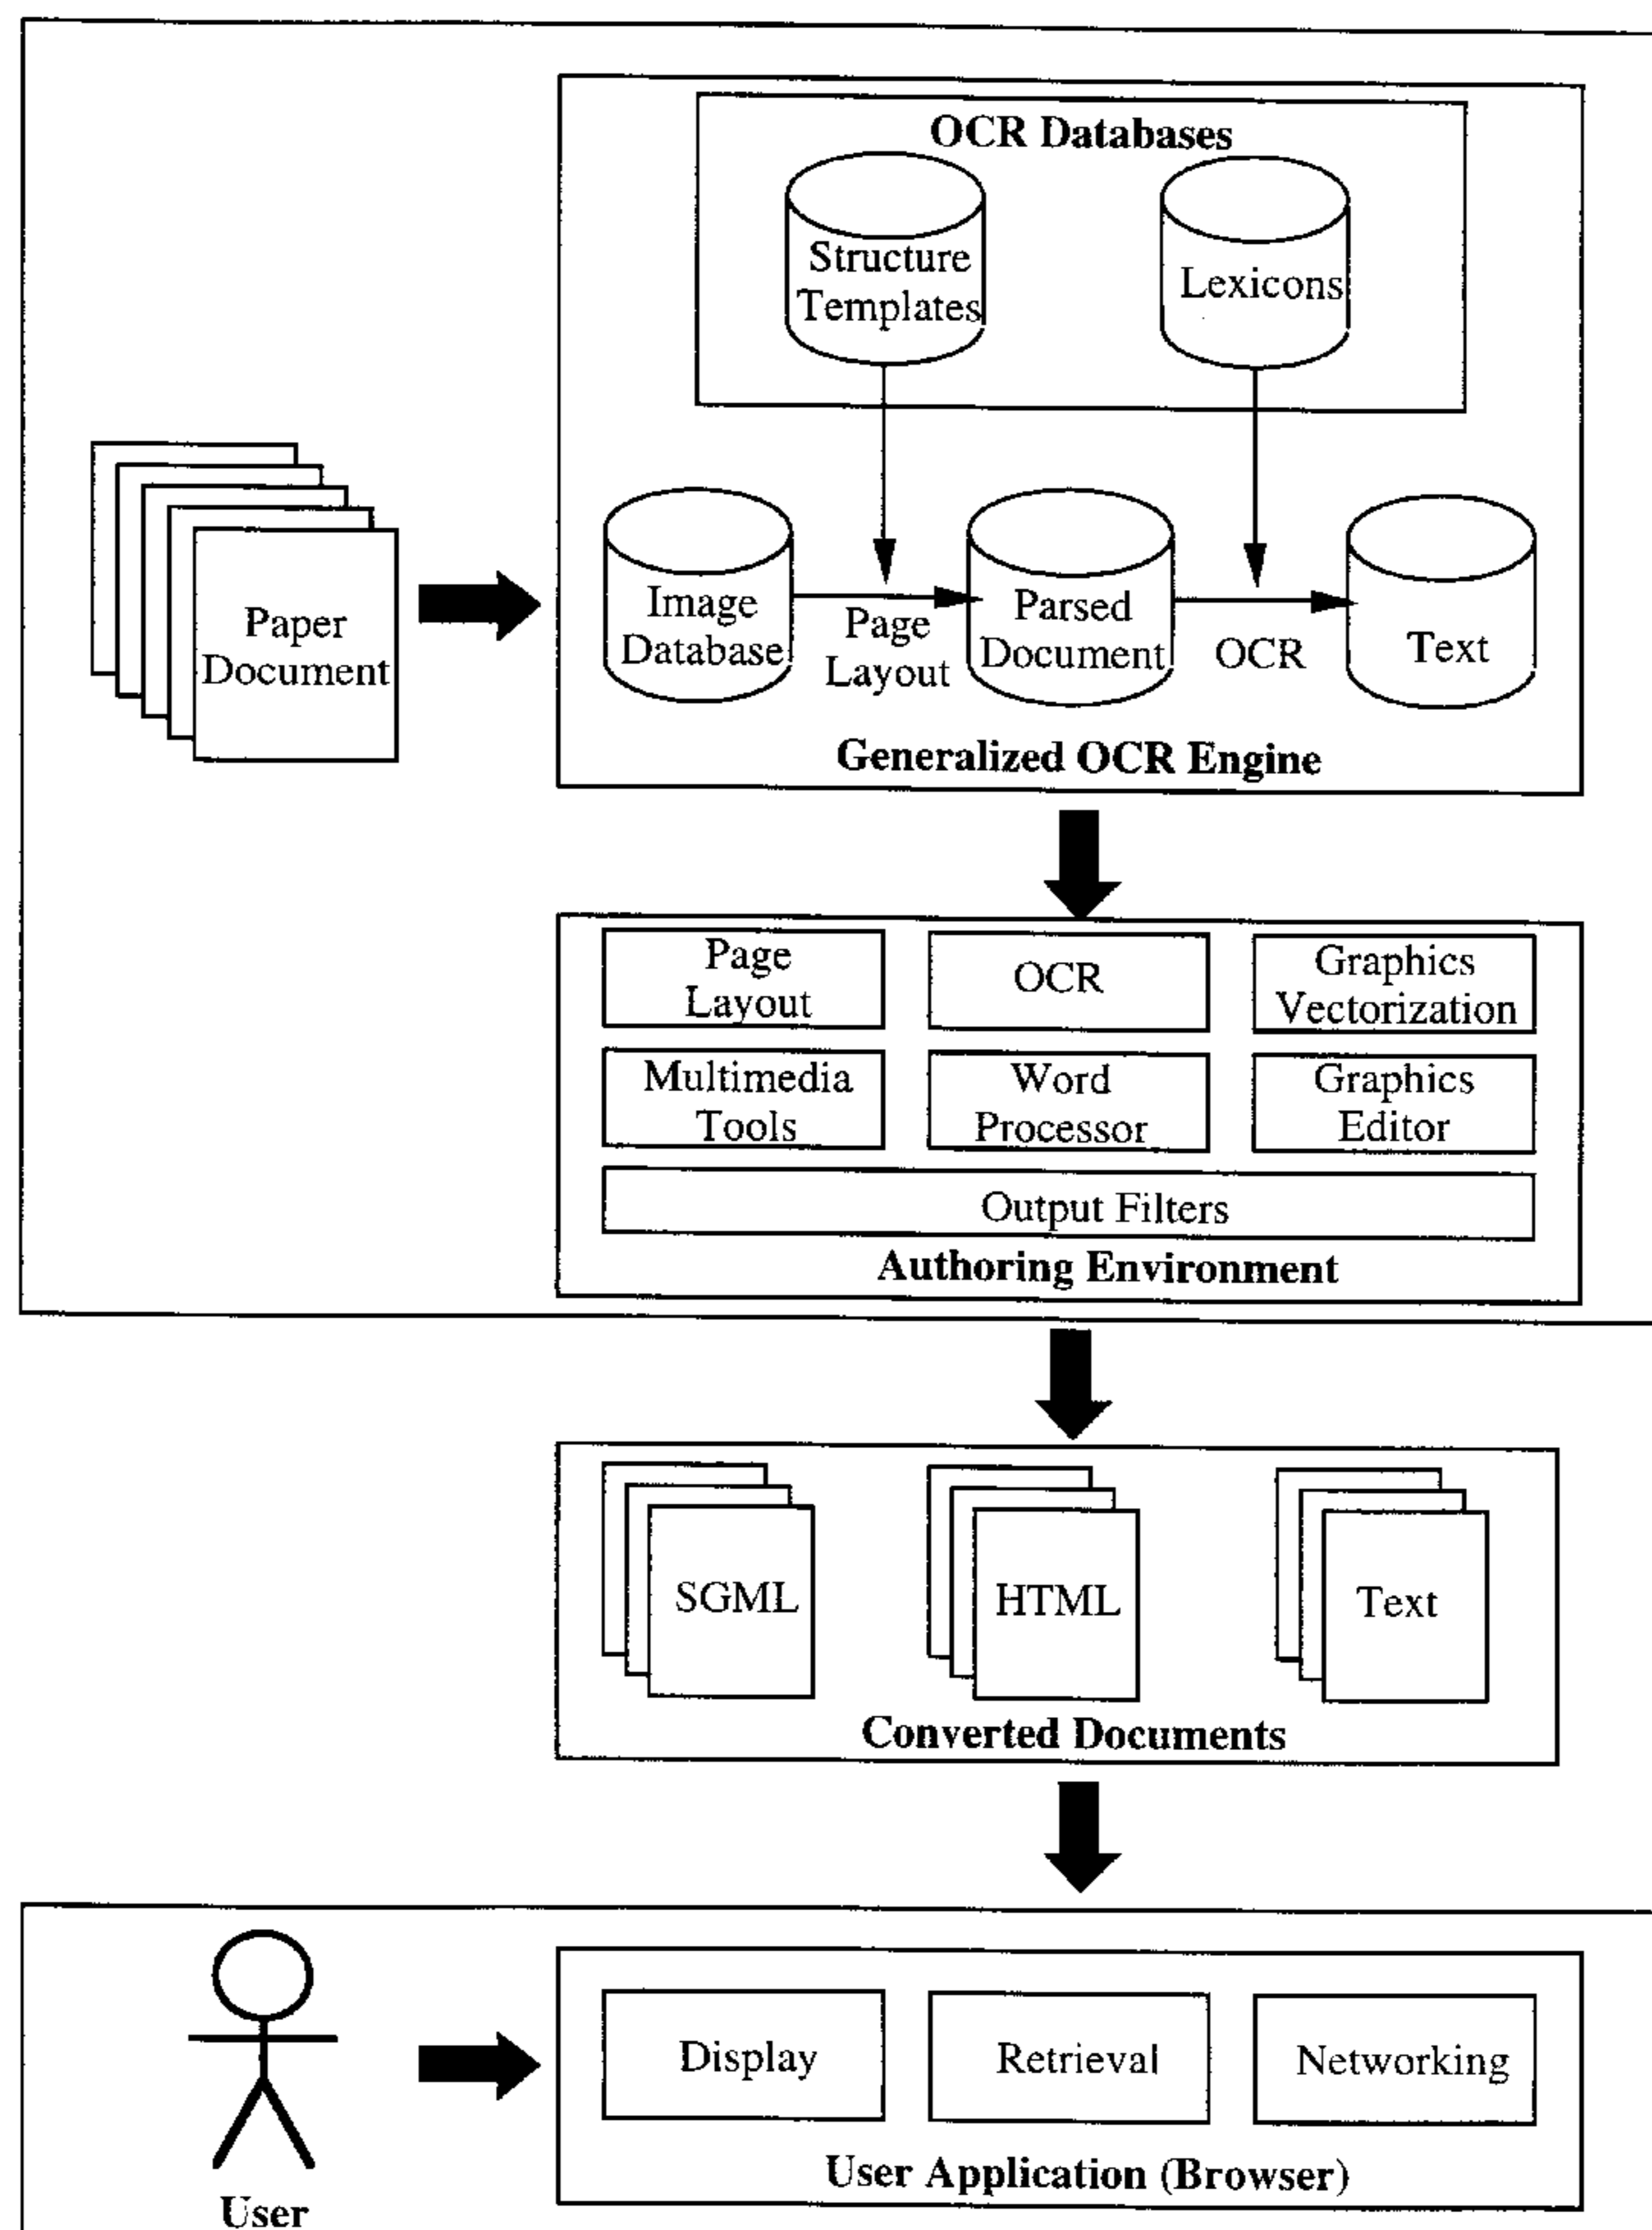 OCR Databases
Structure
Templates
Lexicons
Paper
Document
Image
Database
Page
Layout
Parsed
Document
OCR
Text
Generalized OCR Engine
Page
Layout
OCR
Graphics
Vectorization
Multimedia
Tools
Word
Processor
Graphics
Editor
Output Filters
Authoring Environment
SGML
HTML
Text
Converted Documents
Display
Retrieval
Networking
User Application (Browser)
User